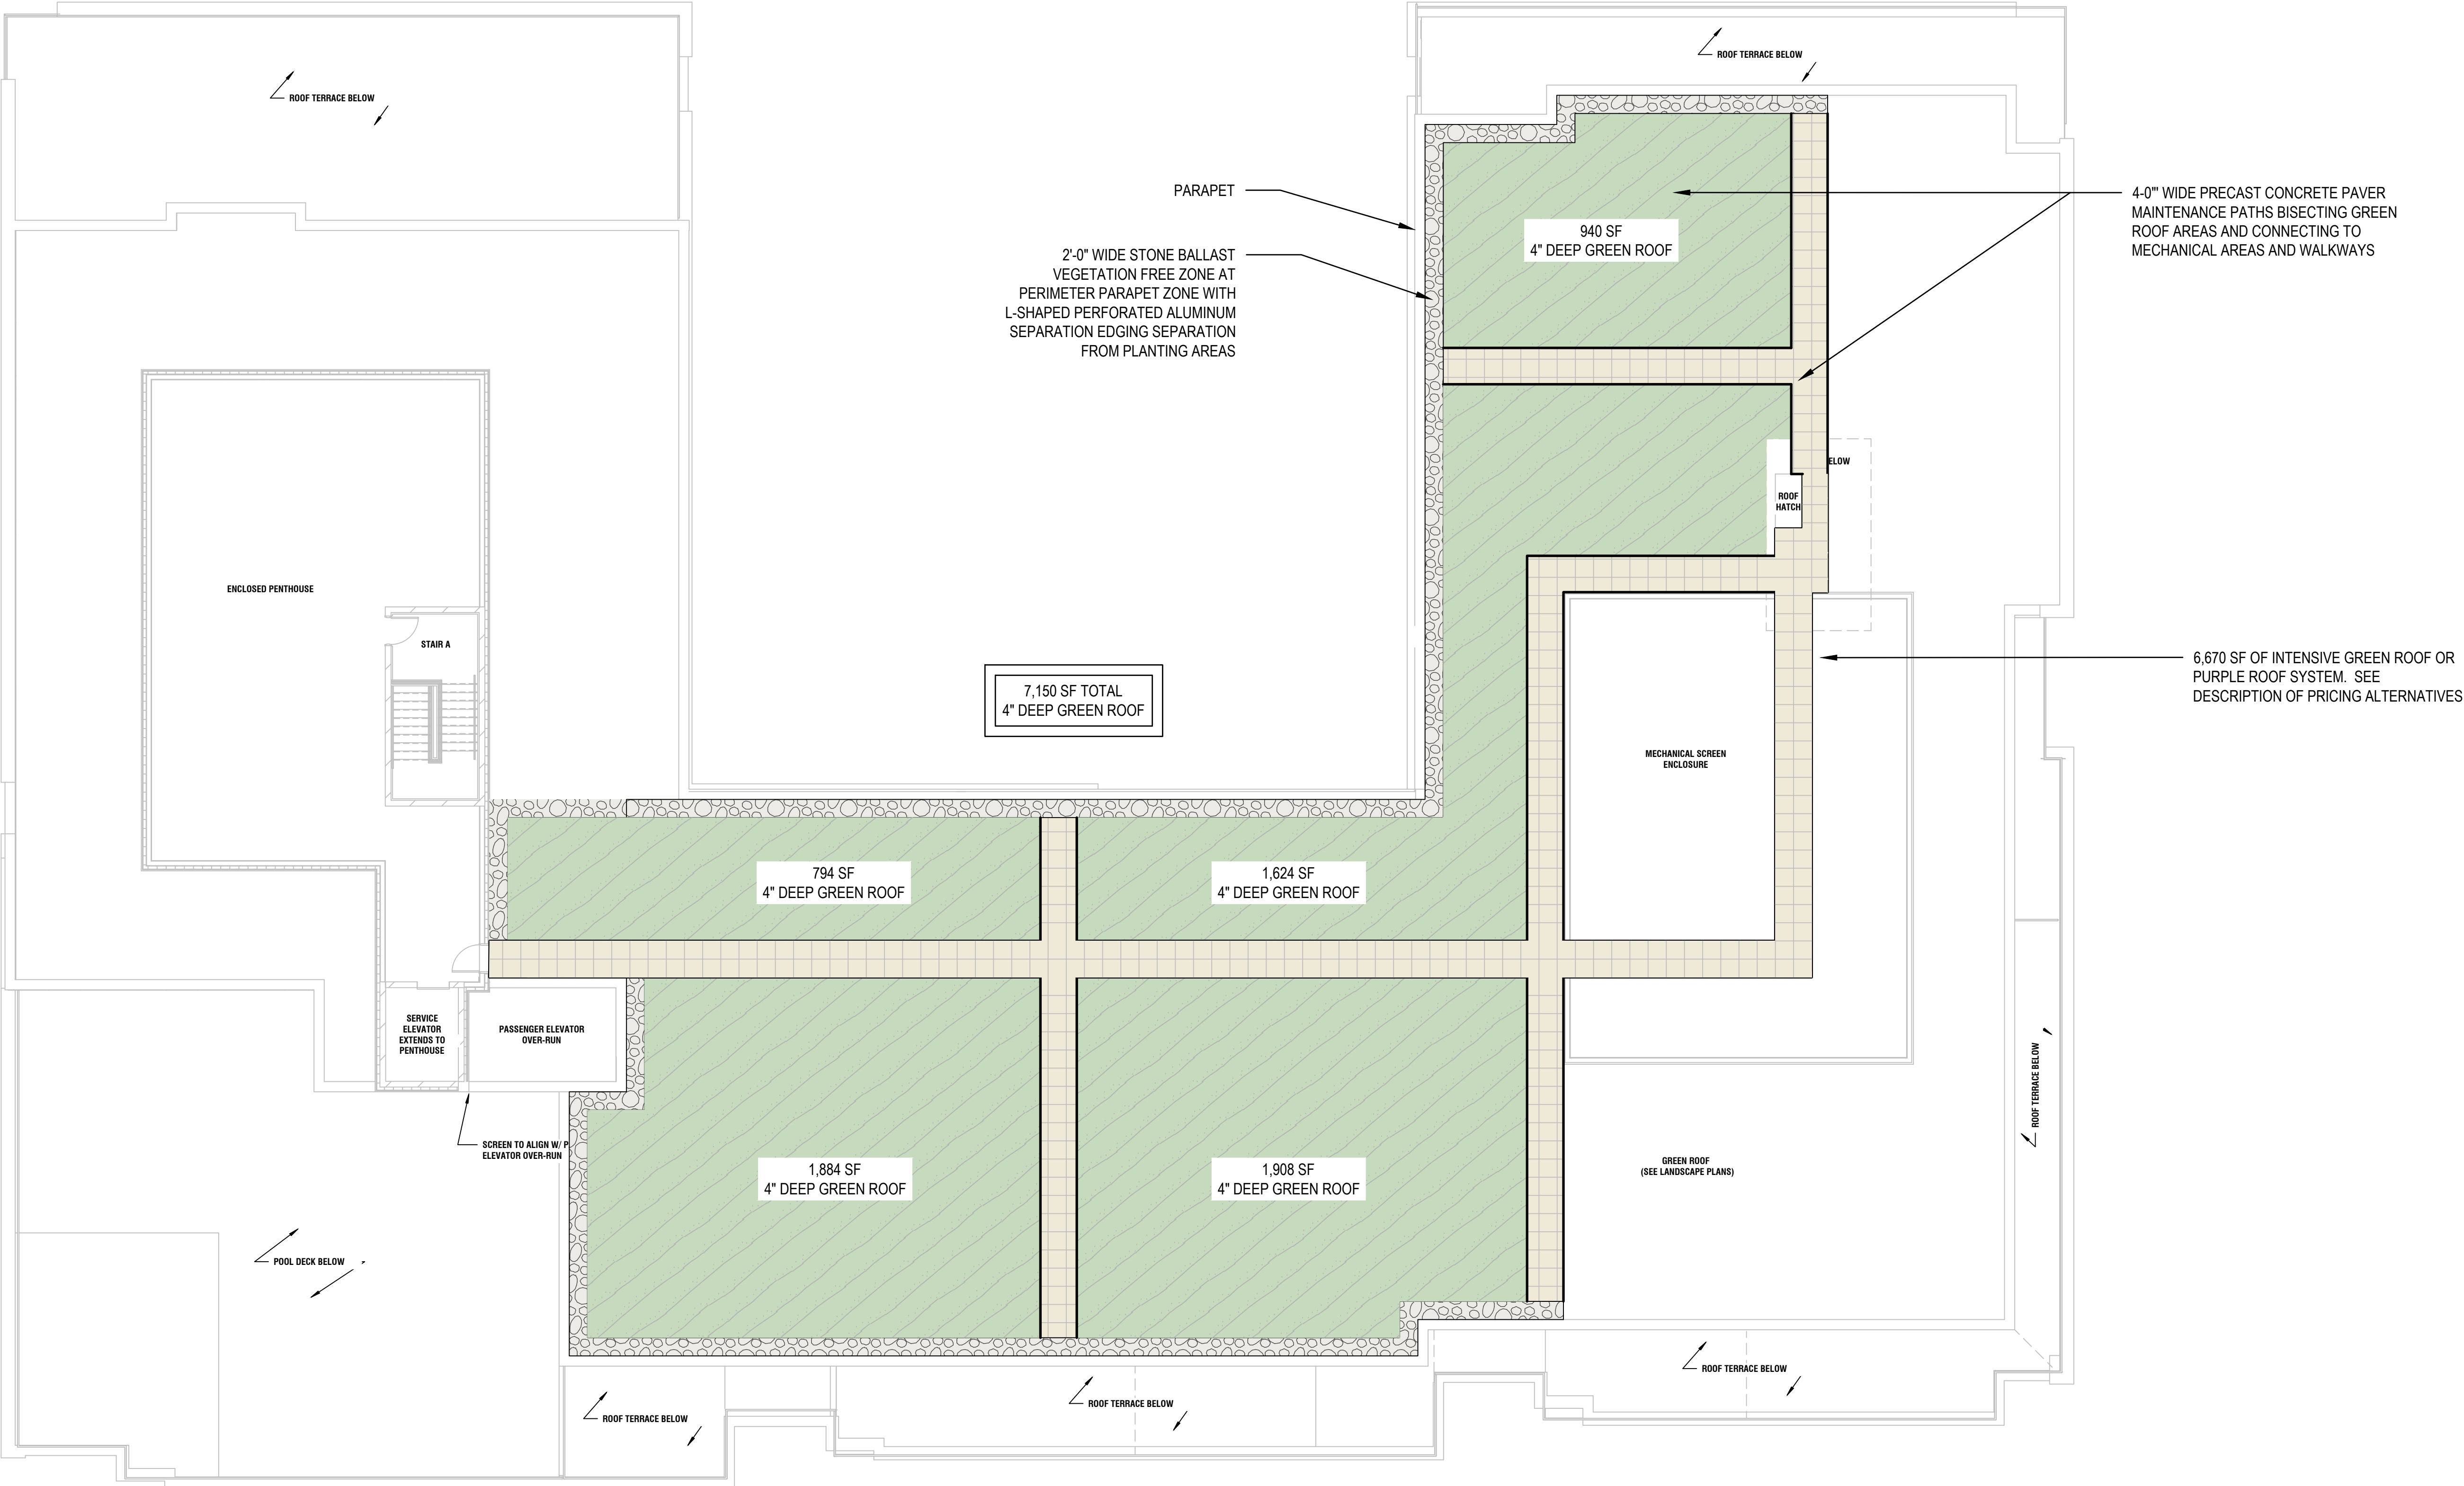 ROOF TERRACE BELOW
ROOF TERRACE BELOW
PARAPET
4-0'" WIDE PRECAST CONCRETE PAVER
MAINTENANCE PATHS BISECTING GREEN
ROOF AREAS AND CONNECTING TO
MECHANICAL AREAS AND WALKWAYS
940 SF
4" DEEP GREEN ROOF
2'-0" WIDE STONE BALLAST
VEGETATION FREE ZONE AT
PERIMETER PARAPET ZONE WITH
L-SHAPED PERFORATED ALUMINUM
SEPARATION EDGING SEPARATION
FROM PLANTING AREAS
ELOW
ROOF
HATCH
ENCLOSED PENTHOUSE
STAIR A
6,670 SF OF INTENSIVE GREEN ROOF OR
PURPLE ROOF SYSTEM.  SEE
DESCRIPTION OF PRICING ALTERNATIVES
7,150 SF TOTAL
4" DEEP GREEN ROOF
MECHANICAL SCREEN
ENCLOSURE
794 SF
4" DEEP GREEN ROOF
1,624 SF
4" DEEP GREEN ROOF
SERVICE
ELEVATOR
EXTENDS TO
PENTHOUSE
PASSENGER ELEVATOR
OVER-RUN
ROOF TERRACE BELOW
SCREEN TO ALIGN W/ P
ELEVATOR OVER-RUN
1,884 SF
4" DEEP GREEN ROOF
1,908 SF
4" DEEP GREEN ROOF
GREEN ROOF
(SEE LANDSCAPE PLANS)
POOL DECK BELOW
ROOF TERRACE BELOW
ROOF TERRACE BELOW
ROOF TERRACE BELOW